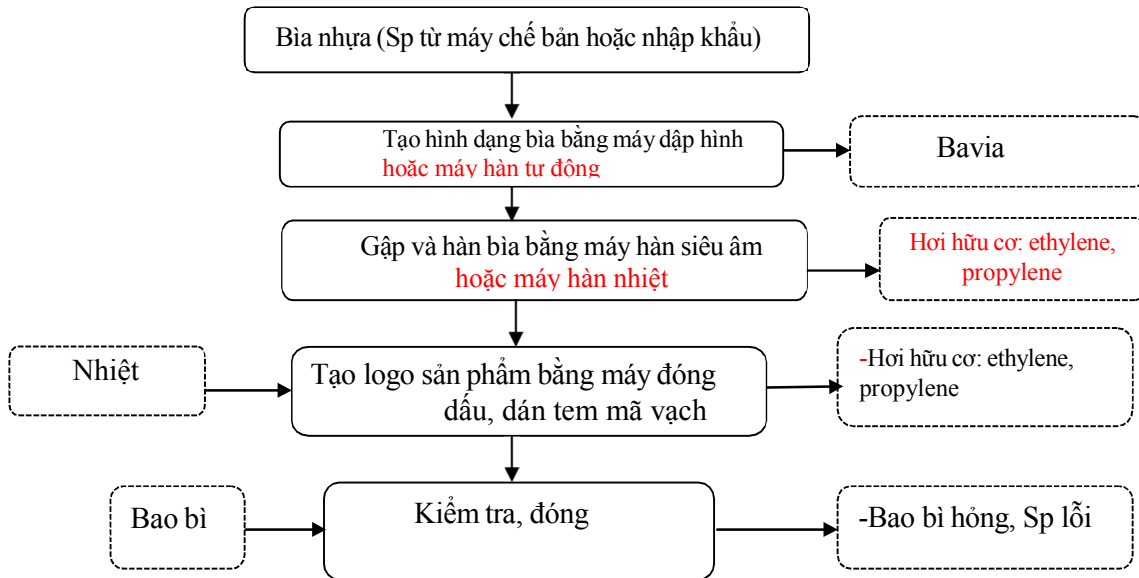 Bìa nhựa (Sp từ máy chế bản hoặc nhập khẩu)
Tạo hình dạng bìa bằng máy dập hình
hoặc máy hàn tự động
Bavia
Gập và hàn bìa bằng máy hàn siêu âm
hoặc máy hàn nhiệt
Hơi hữu cơ: ethylene,
propylene
Nhiệt
Tạo logo sản phẩm bằng máy đóng
dấu, dán tem mã vạch
-Hơi hữu cơ: ethylene,
propylene
Bao bì
Kiểm tra, đóng
-Bao bì hỏng, Sp lỗi